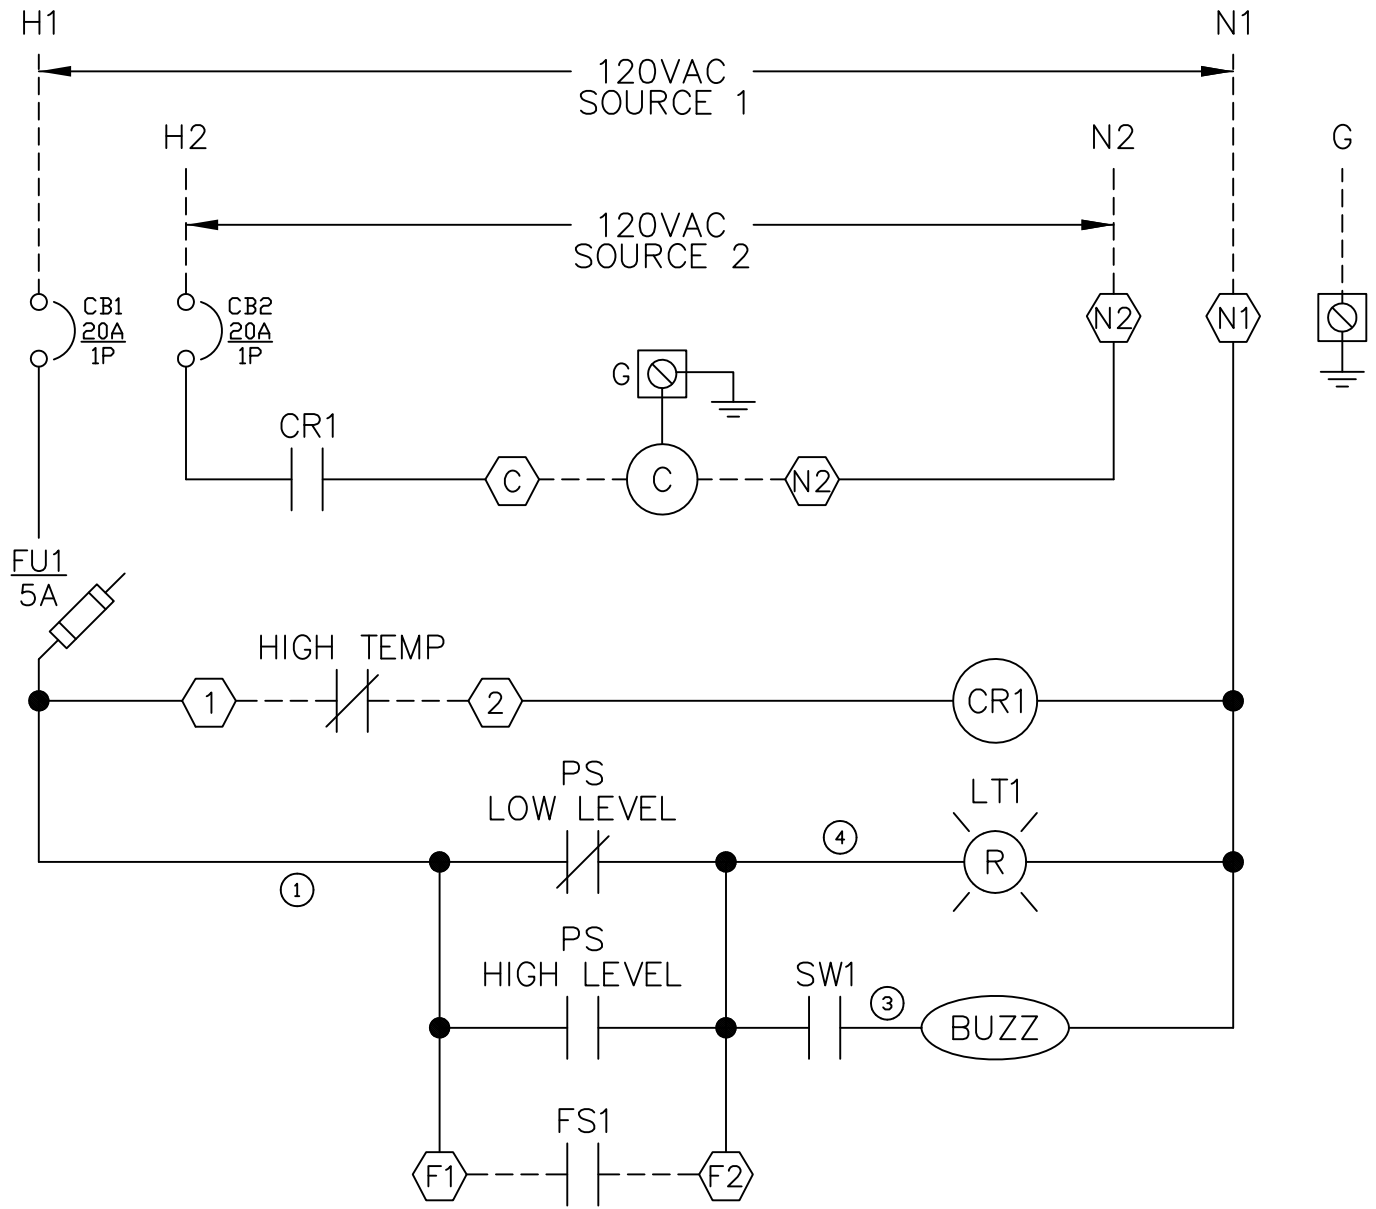 H1
N1
120VAC
SOURCE 1
H2
N2
G
120VAC
SOURCE 2
CB1
20A
1P
CB2
20A
1P
N2
N1
G
CR1
C
C
N2
FU1
5A
HIGH TEMP
1
2
CR1
PS
LOW LEVEL
LT1
4
R
1
PS
HIGH LEVEL
SW1
3
BUZZ
FS1
F1
F2